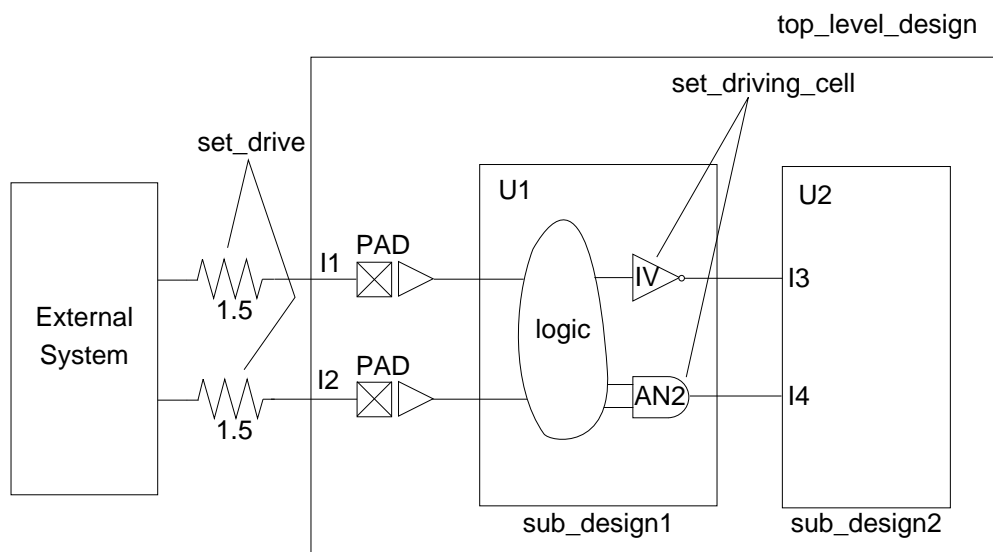 top_level_design
set_driving_cell
set_drive
U1
U2
I1
PAD
IV
I3
1.5
External
System
logic
I2
PAD
AN2
I4
1.5
sub_design1
sub_design2